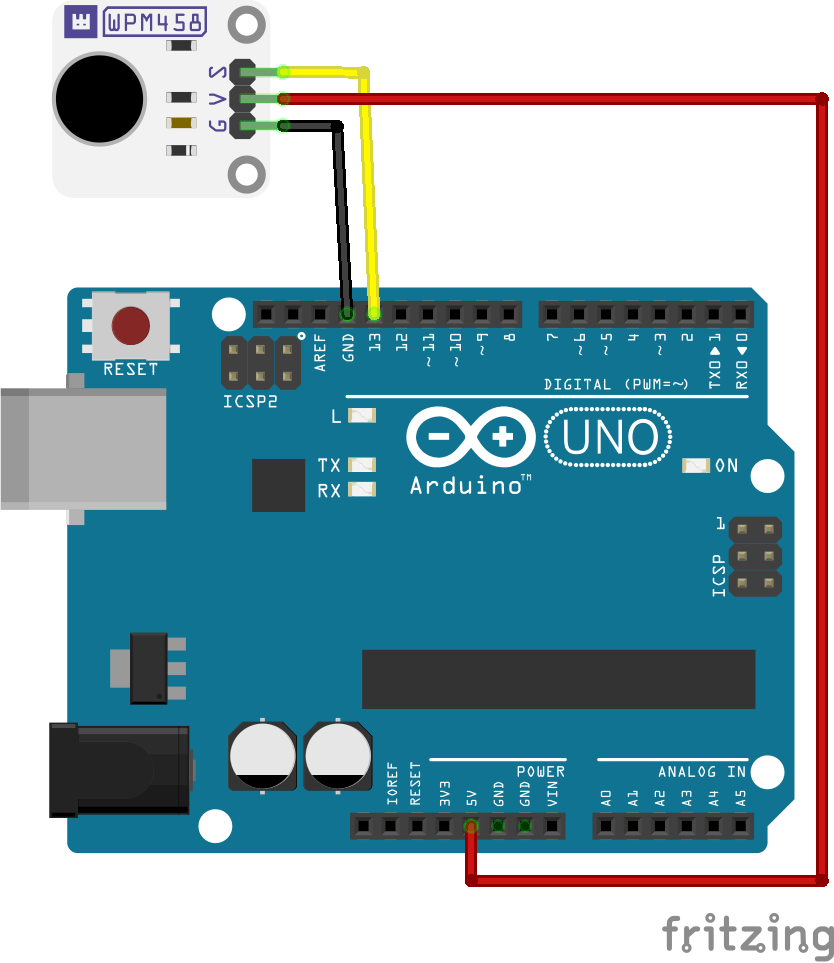 WPM458
S
V
G
RESET
ICSP2
AREF
GND
13
12
~11
~10
~9
8
7
~6
~5
4
~3
2
TX0▶1
RX0◀0
DIGITAL (PWM=~)
L
TX
RX
UNO
Arduino™
ON
1
ICSP
IOREF
RESET
3V3
5V
GND
GND
VIN
POWER
ANALOG IN
A0
A1
A2
A3
A4
A5
fritzing